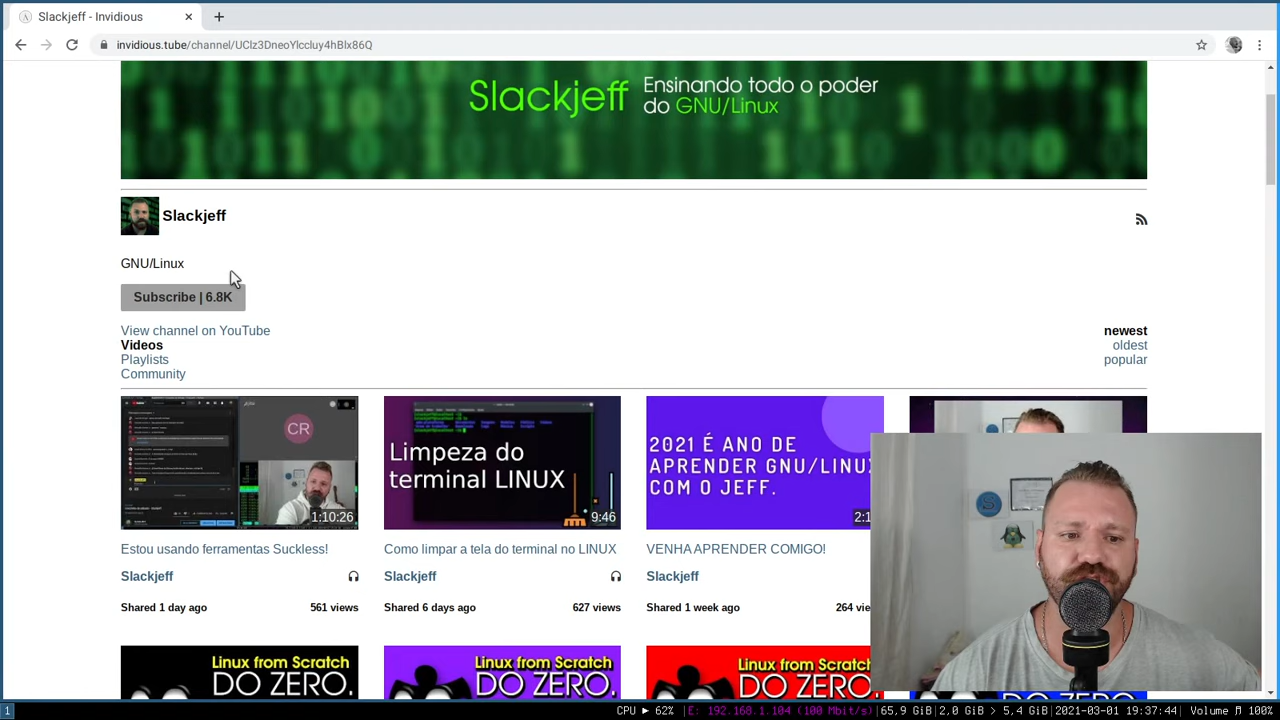 Slackjeff - Invidious
invidious.tube/channel/UClz3DneoYlccluy4hBlx86Q
Slackjeff
Ensinando todo o poder
do GNU/Linux
Slackjeff
GNU/Linux
Subscribe | 6.8K
View channel on YouTube
Videos
Playlists
Community
newest
oldest
popular
CR
1:10:26
Limpeza do
terminal LINUX
9:46
2021 É ANO DE
APRENDER GNU/LINUX
COM O JEFF.
2:1
Estou usando ferramentas Suckless!
Como limpar a tela do terminal no LINUX
VENHA APRENDER COMIGO!
Slackjeff
Slackjeff
Slackjeff
Shared 1 day ago
561 views
Shared 6 days ago
627 views
Shared 1 week ago
264 vie
Linux from Scratch
DO ZERO.
Linux from Scratch
DO ZERO.
Linux from Scratch
DO ZERO.
1
CPU ► 62% |E: 192.168.1.104 (100 Mbit/s)|65,9 GiB|2,0 GiB > 5,4 GiB|2021-03-01 19:37:44|Volume ♬ 100%